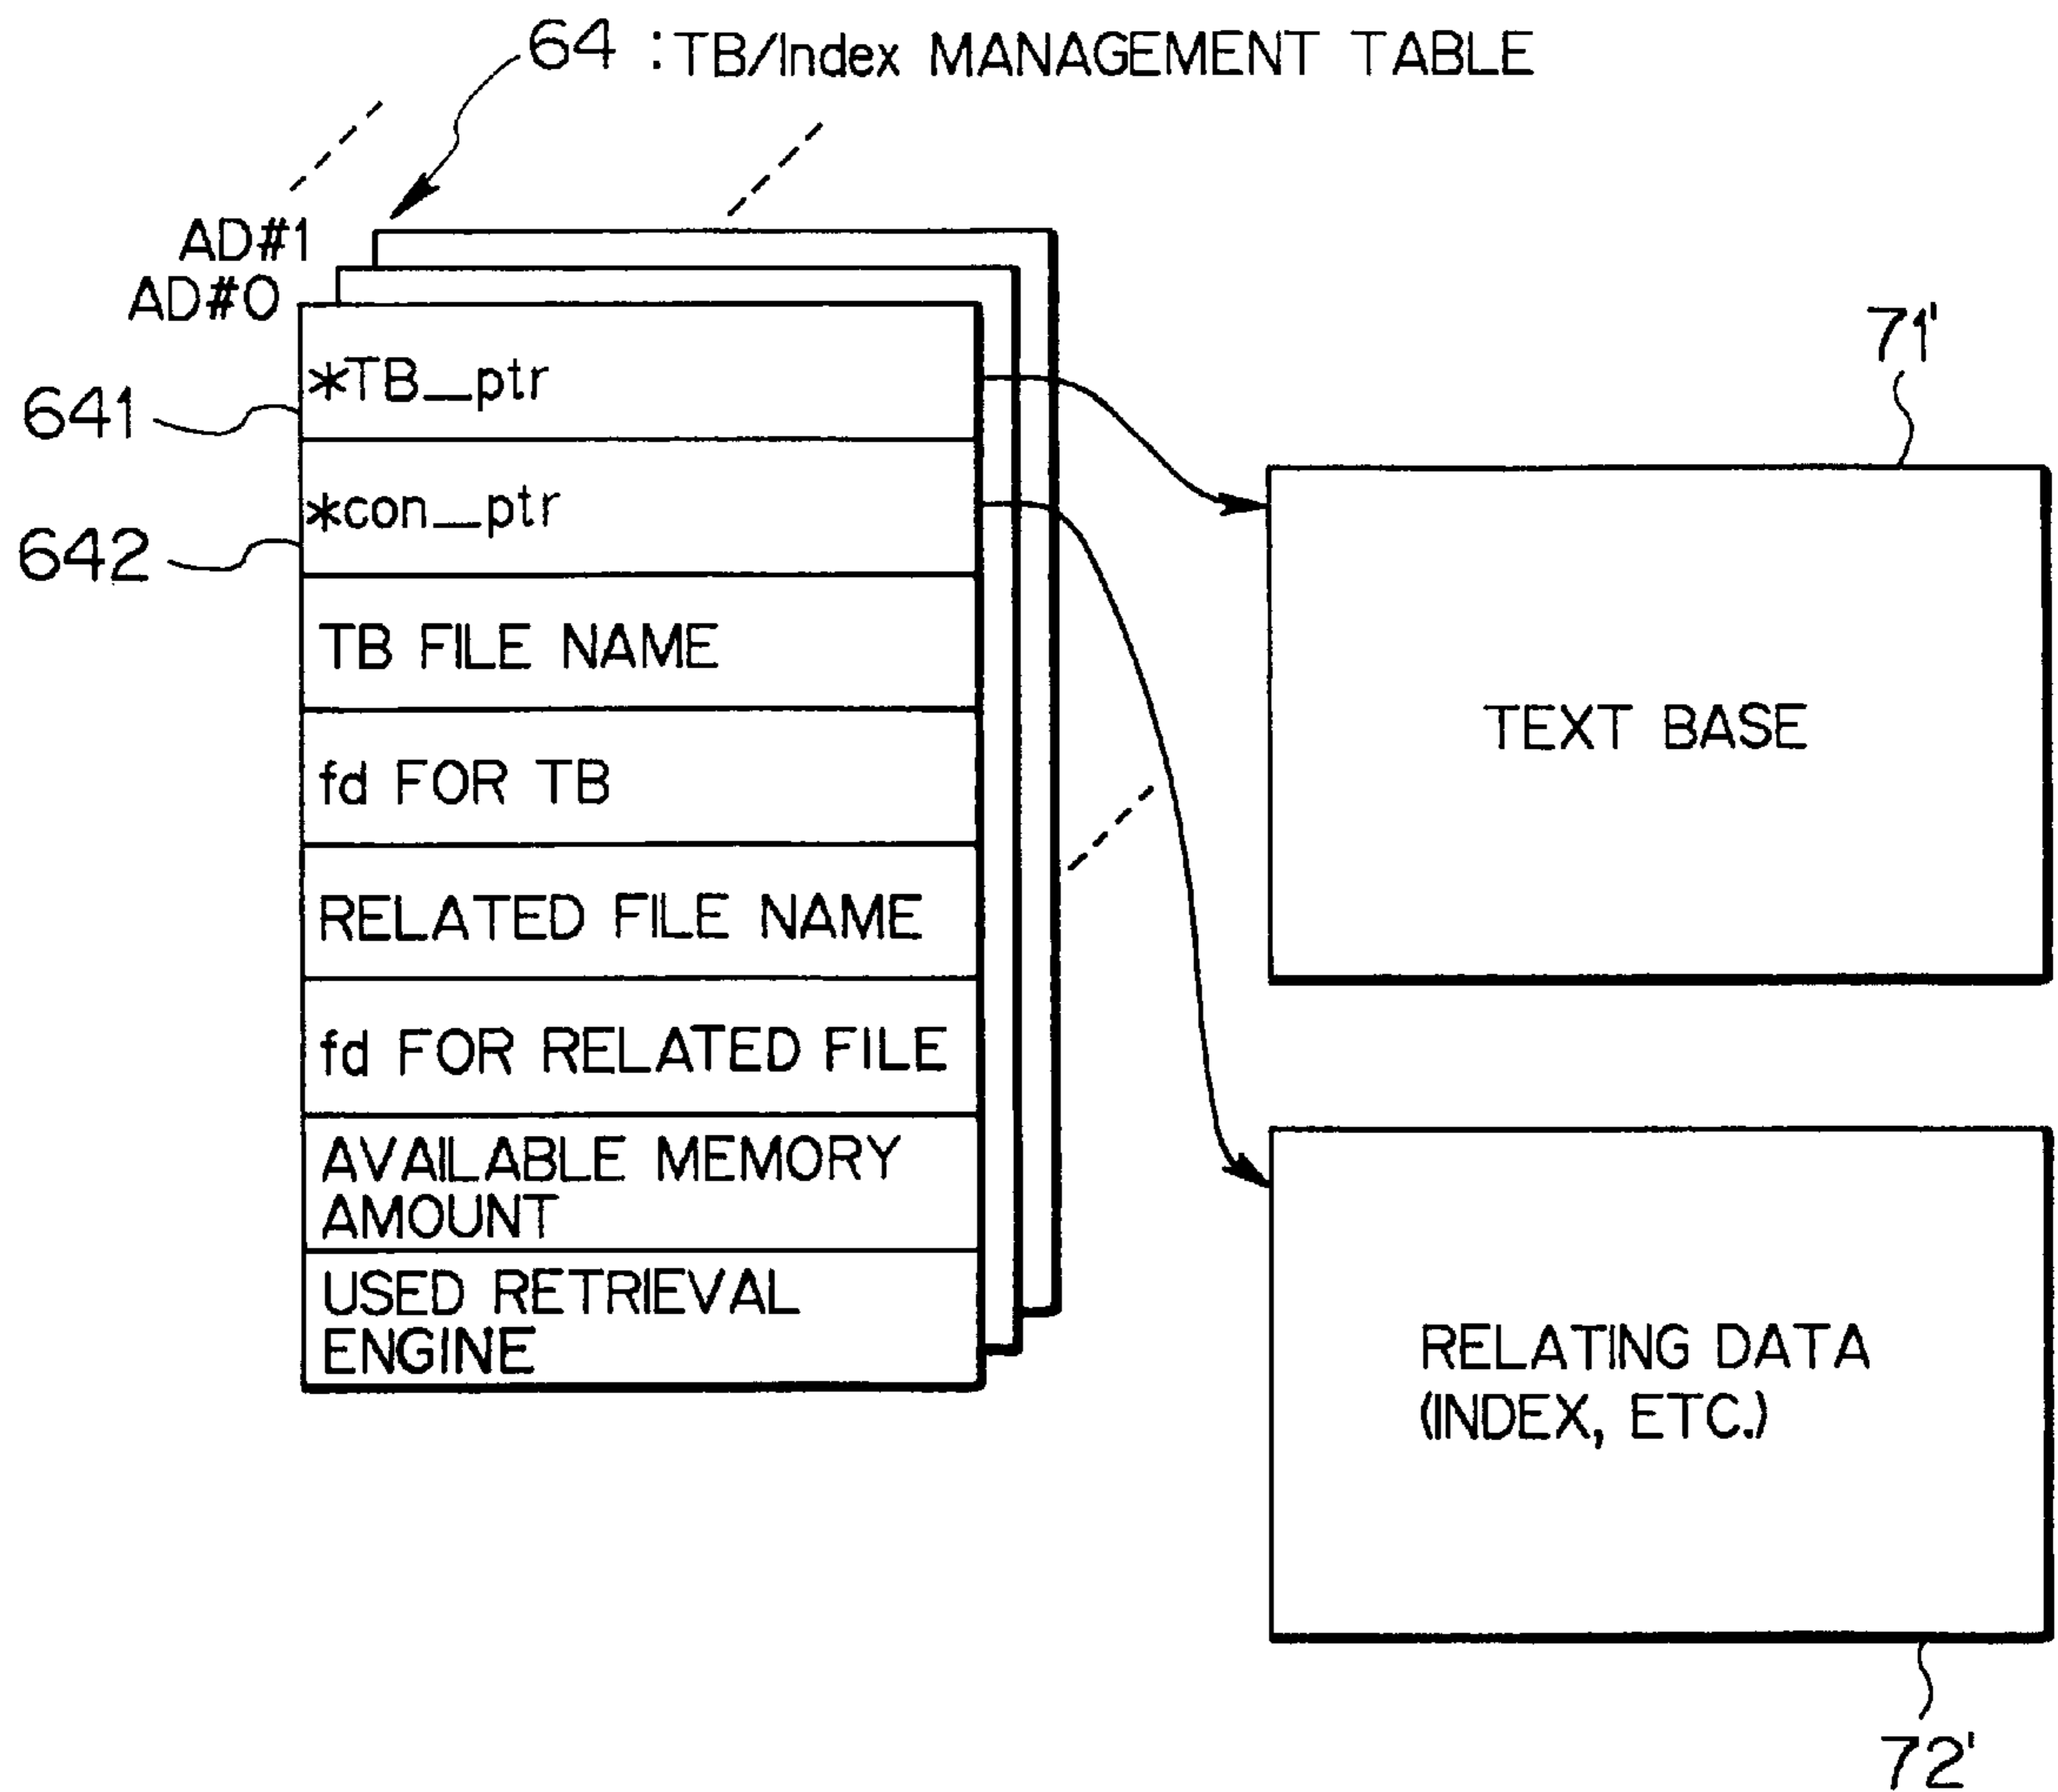 64 : TB/Index MANAGEMENT TABLE
AD#1
AD#0
71'
*TB_ptr
641
*con_ptr
642
TB FILE NAME
TEXT BASE
fd FOR TB
RELATED FILE NAME
fd FOR RELATED FILE
AVAILABLE MEMORY
AMOUNT
USED RETRIEVAL
ENGINE
RELATING DATA
(INDEX, ETC.)
72'